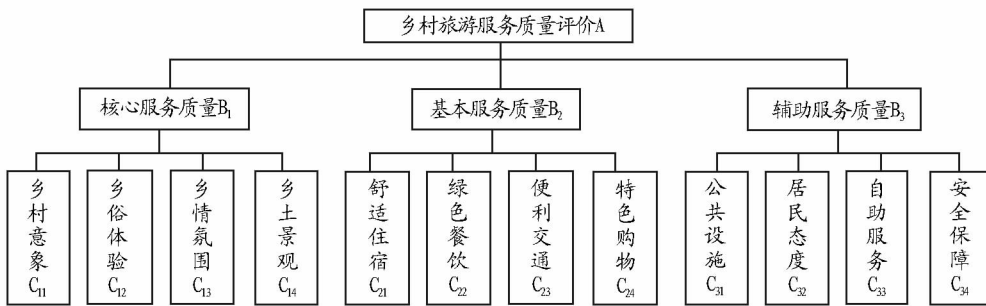 乡村旅游服务质量评价A
核心服务质量B₁
基本服务质量B₂
辅助服务质量B₃
乡村意象C₁₁
乡俗体验C₁₂
乡情氛围C₁₃
乡土景观C₁₄
舒适住宿C₂₁
绿色餐饮C₂₂
便利交通C₂₃
特色购物C₂₄
公共设施C₃₁
居民态度C₃₂
自助服务C₃₃
安全保障C₃₄